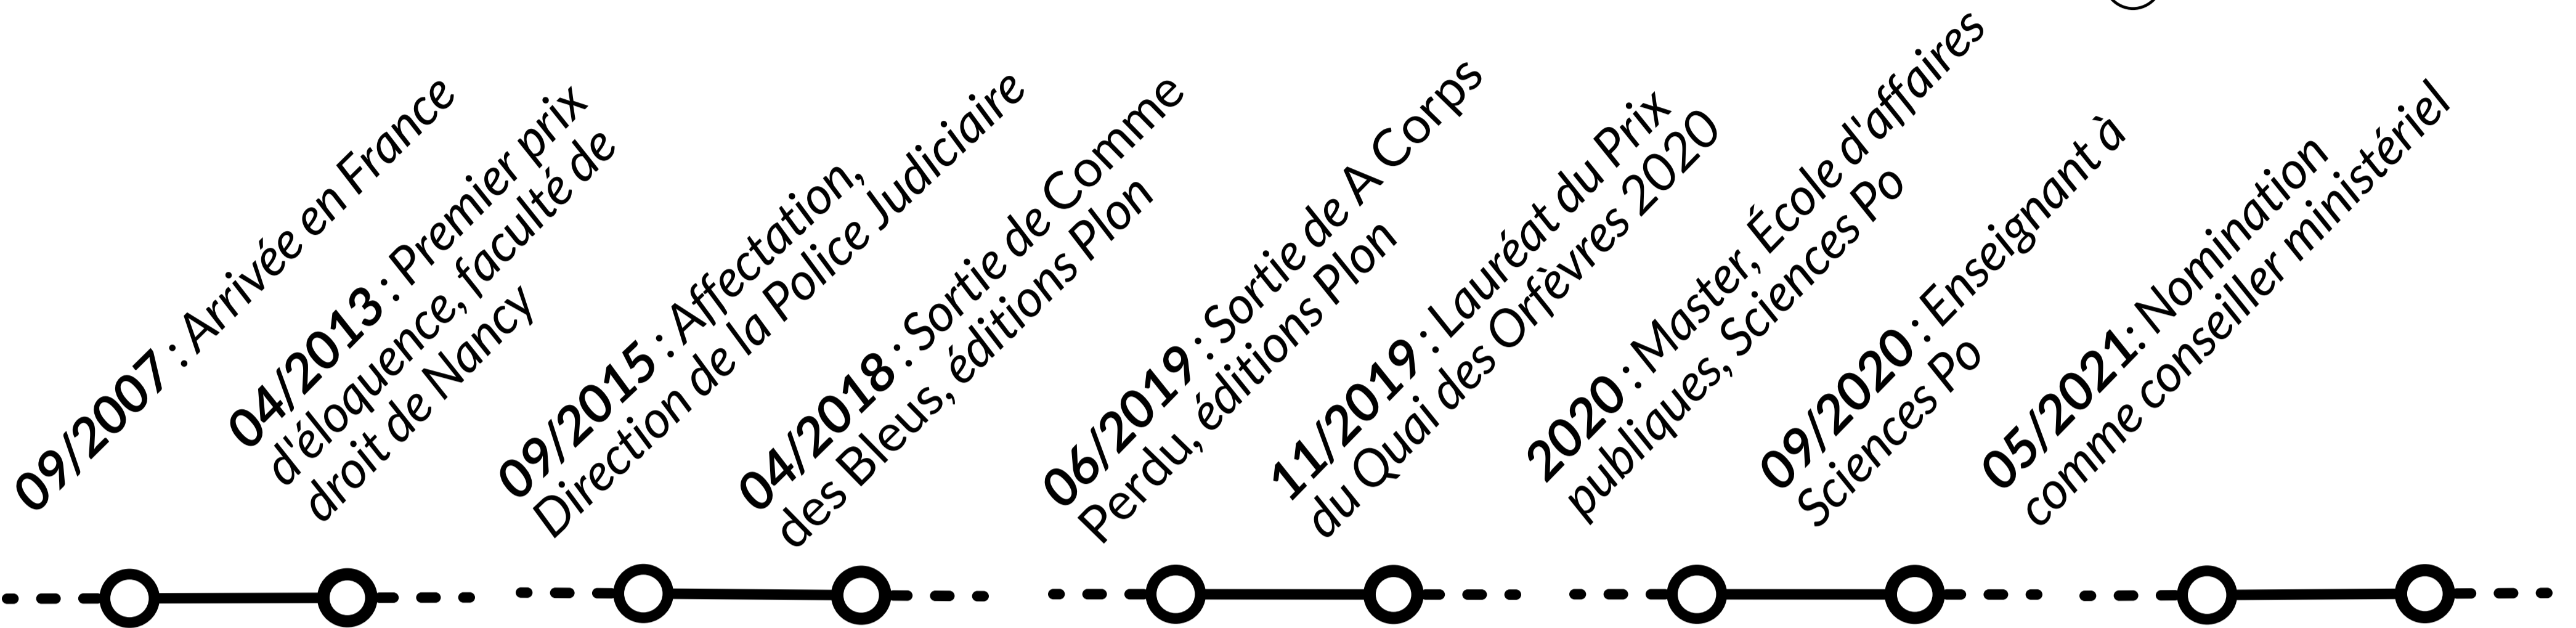 09/2007 : Arrivée en France
04/2013 : Premier prix
d'éloquence, faculté de
droit de Nancy
09/2015 : Affectation,
Direction de la Police Judiciaire
04/2018 : Sortie de Comme
des Bleus, éditions Plon
06/2019 : Sortie de A Corps
Perdu, éditions Plon
11/2019 : Lauréat du Prix
du Quai des Orfèvres 2020
2020 : Master, École d'affaires
publiques, Sciences Po
09/2020 : Enseignant à
Sciences Po
05/2021: Nomination
comme conseiller ministériel